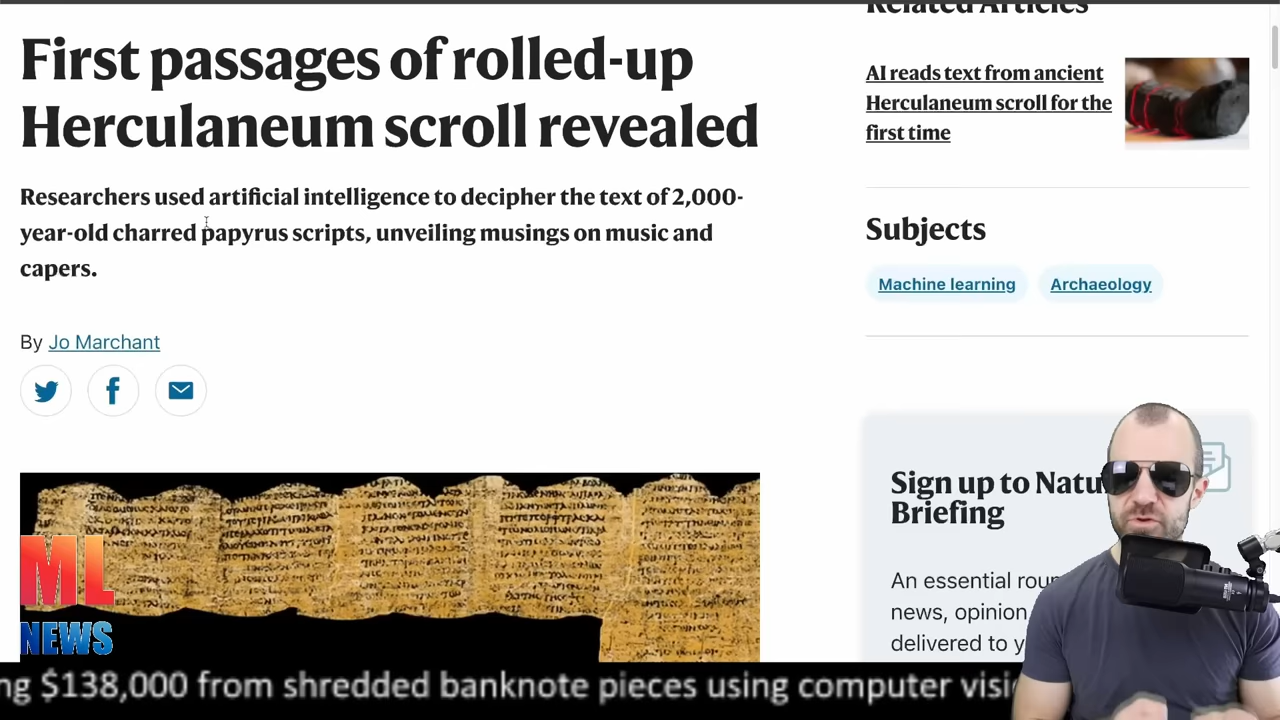 First passages of rolled-up
Herculaneum scroll revealed
Researchers used artificial intelligence to decipher the text of 2,000-
year-old charred papyrus scripts, unveiling musings on music and
capers.
By Jo Marchant
Related Articles
AI reads text from ancient
Herculaneum scroll for the
first time
Subjects
Machine learning
Archaeology
Sign up to Natu
Briefing
An essential rou
news, opinion
delivered to y
ML
NEWS
ng $138,000 from shredded banknote pieces using computer visi